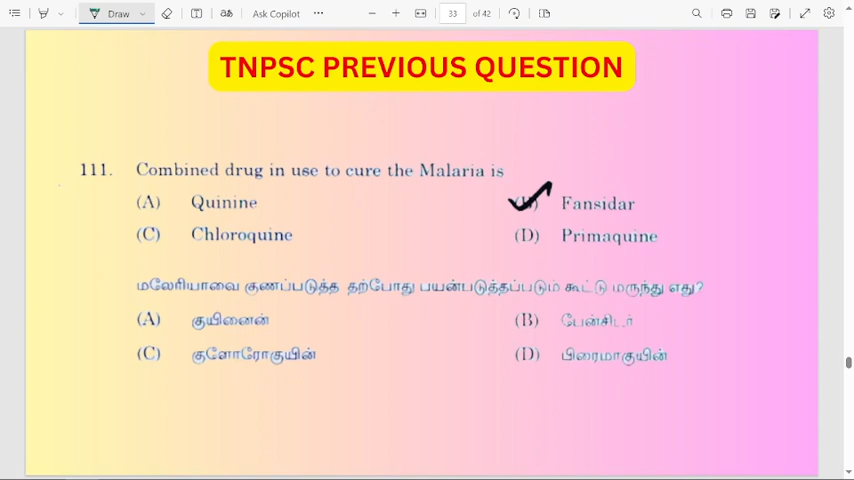 Draw
Ask Copilot
33 of 42
TNPSC PREVIOUS QUESTION
111. Combined drug in use to cure the Malaria is
(A) Quinine (B) Fansidar
(C) Chloroquine (D) Primaquine
மலேரியாவை குணப்படுத்த தற்போது பயன்படுத்தப்படும் கூட்டு மருந்து எது?
(A) குயினைன் (B)
(C) குளோரோகுயின் (D) பிரைமாகுயின்